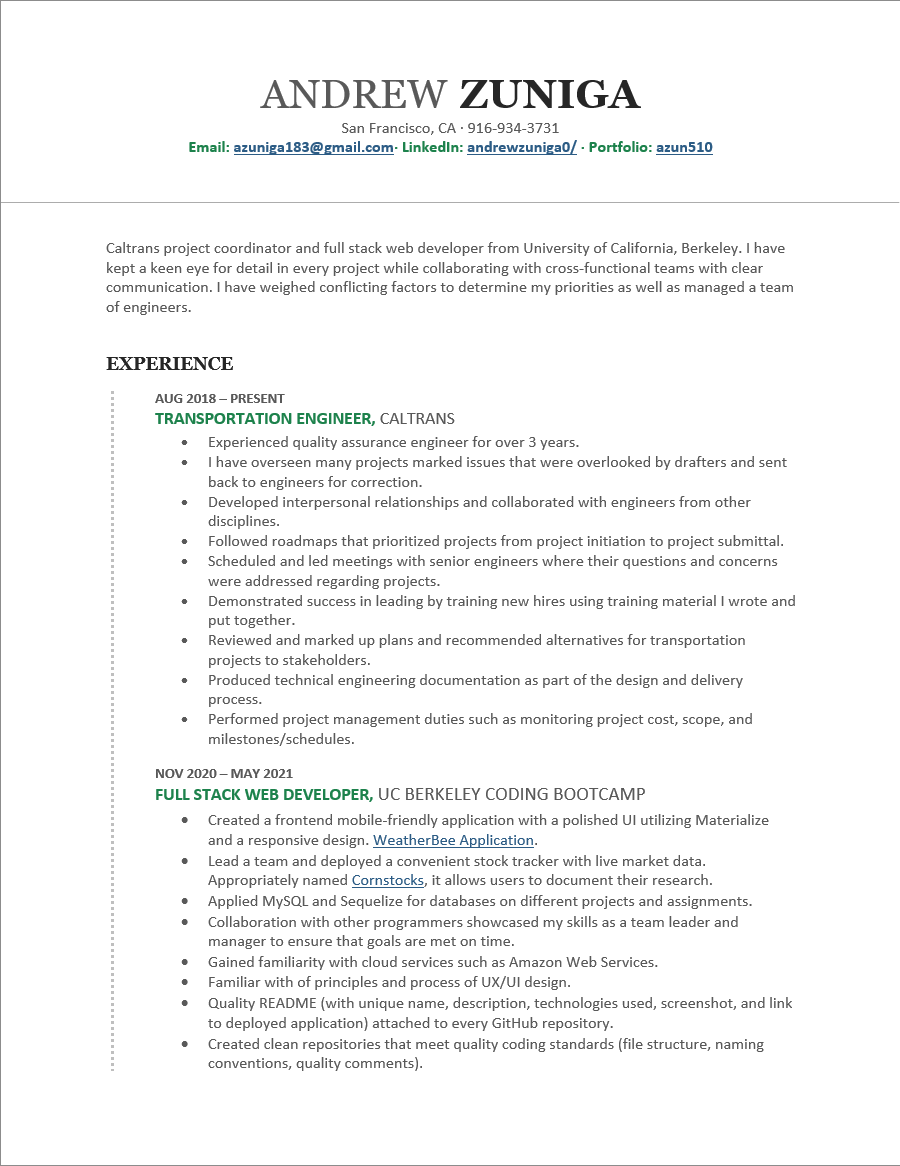 ANDREW ZUNIGA
San Francisco, CA · 916-934-3731
Email: azuniga183@gmail.com· LinkedIn: andrewzuniga0/ · Portfolio: azun510
Caltrans project coordinator and full stack web developer from University of California, Berkeley. I have
kept a keen eye for detail in every project while collaborating with cross-functional teams with clear
communication. I have weighed conflicting factors to determine my priorities as well as managed a team
of engineers.
EXPERIENCE
AUG 2018 – PRESENT
TRANSPORTATION ENGINEER, CALTRANS
• Experienced quality assurance engineer for over 3 years.
• I have overseen many projects marked issues that were overlooked by drafters and sent
back to engineers for correction.
• Developed interpersonal relationships and collaborated with engineers from other
disciplines.
• Followed roadmaps that prioritized projects from project initiation to project submittal.
• Scheduled and led meetings with senior engineers where their questions and concerns
were addressed regarding projects.
• Demonstrated success in leading by training new hires using training material I wrote and
put together.
• Reviewed and marked up plans and recommended alternatives for transportation
projects to stakeholders.
• Produced technical engineering documentation as part of the design and delivery
process.
• Performed project management duties such as monitoring project cost, scope, and
milestones/schedules.
NOV 2020 – MAY 2021
FULL STACK WEB DEVELOPER, UC BERKELEY CODING BOOTCAMP
• Created a frontend mobile-friendly application with a polished UI utilizing Materialize
and a responsive design. WeatherBee Application.
• Lead a team and deployed a convenient stock tracker with live market data.
Appropriately named Cornstocks, it allows users to document their research.
• Applied MySQL and Sequelize for databases on different projects and assignments.
• Collaboration with other programmers showcased my skills as a team leader and
manager to ensure that goals are met on time.
• Gained familiarity with cloud services such as Amazon Web Services.
• Familiar with of principles and process of UX/UI design.
• Quality README (with unique name, description, technologies used, screenshot, and link
to deployed application) attached to every GitHub repository.
• Created clean repositories that meet quality coding standards (file structure, naming
conventions, quality comments).